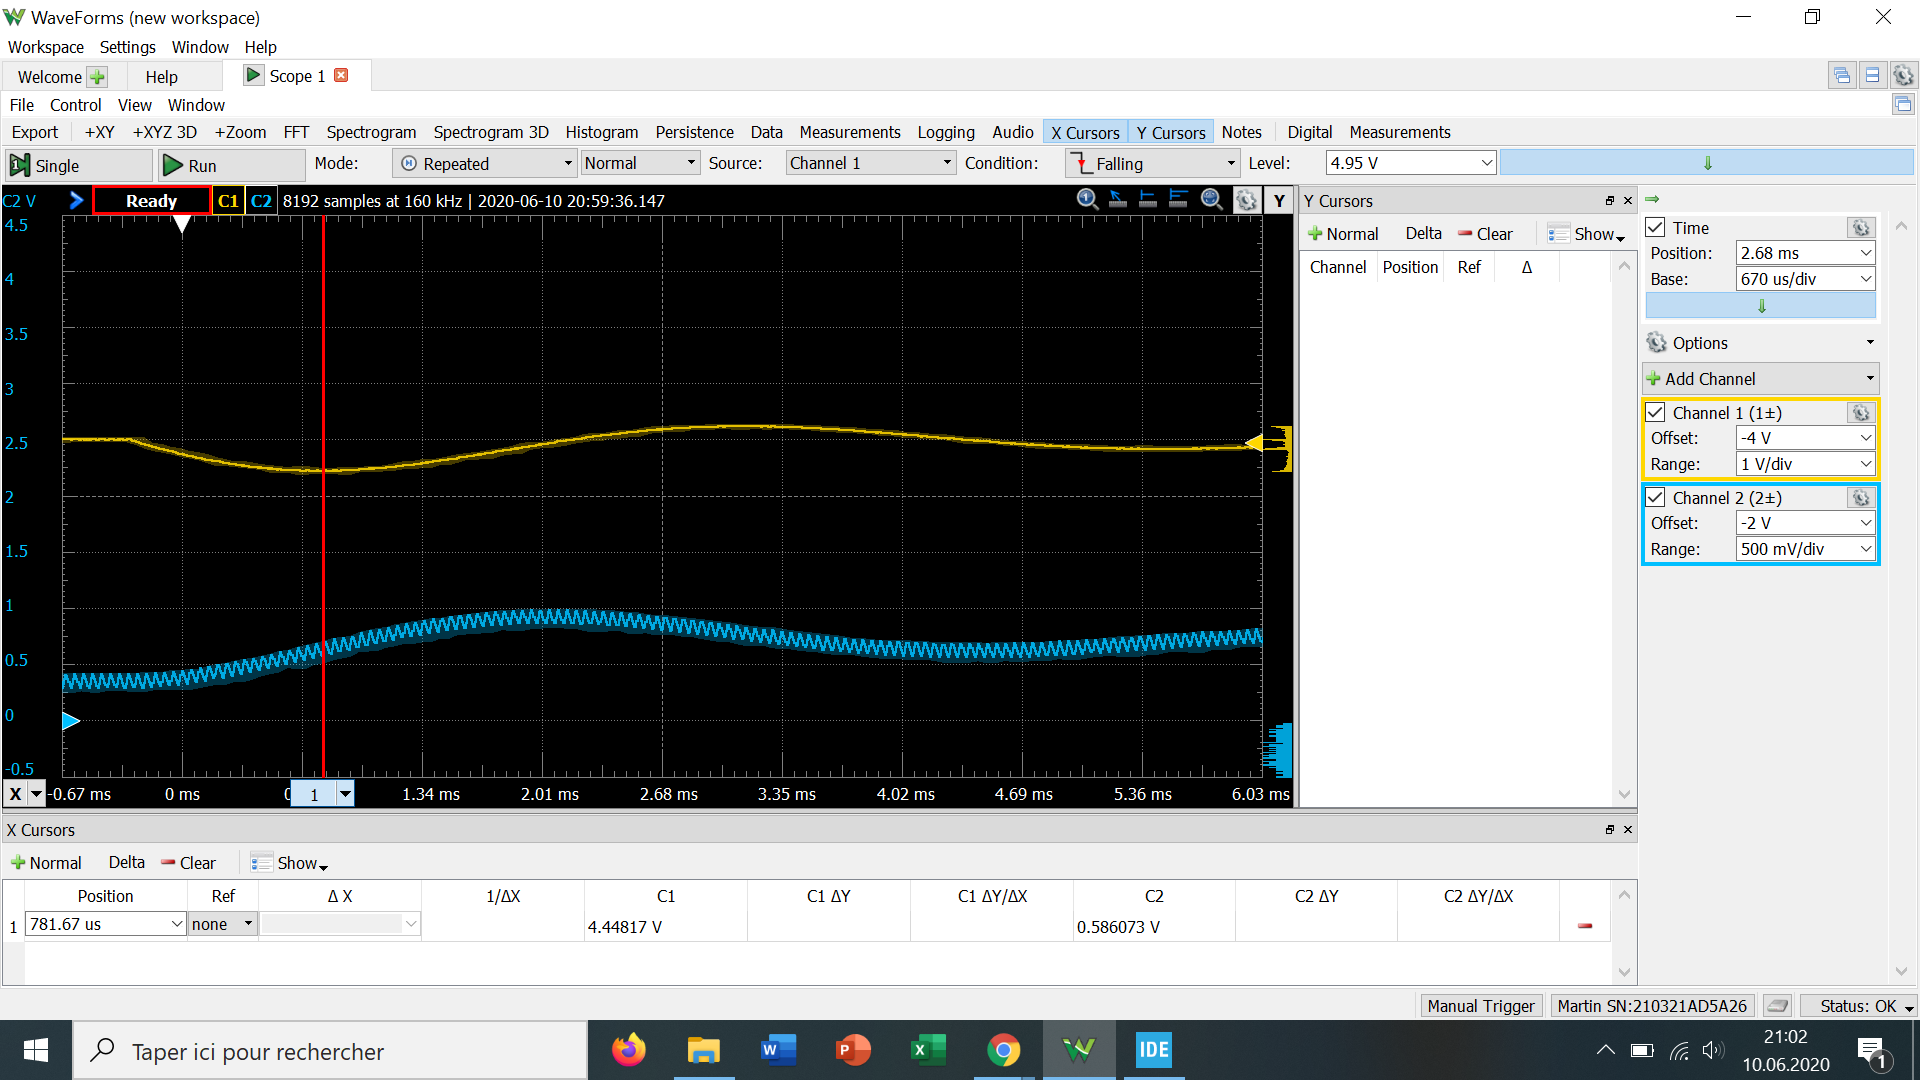 WaveForms (new workspace)
Workspace Settings Window Help
Welcome Help Scope 1
File Control View Window
Export +XY +XYZ 3D +Zoom FFT Spectrogram Spectrogram 3D Histogram Persistence Data Measurements Logging Audio X Cursors Y Cursors Notes Digital Measurements
Single Run Mode: Repeated Normal Source: Channel 1 Condition: Falling Level: 4.95 V
C2 V Ready C1 C2 8192 samples at 160 kHz | 2020-06-10 20:59:36.147 Y
4.5
4
3.5
3
2.5
2
1.5
1
0.5
0
-0.5
X -0.67 ms 0 ms 0 1 1.34 ms 2.01 ms 2.68 ms 3.35 ms 4.02 ms 4.69 ms 5.36 ms 6.03 ms
Y Cursors
Normal Delta Clear Show
Channel Position Ref Δ
Time
Position: 2.68 ms
Base: 670 us/div
Options
Add Channel
Channel 1 (1±)
Offset: -4 V
Range: 1 V/div
Channel 2 (2±)
Offset: -2 V
Range: 500 mV/div
X Cursors
Normal Delta Clear Show
Position Ref Δ X 1/ΔX C1 C1 ΔY C1 ΔY/ΔX C2 C2 ΔY C2 ΔY/ΔX
1 781.67 us none 4.44817 V 0.586073 V
Manual Trigger Martin SN:210321AD5A26 Status: OK
Taper ici pour rechercher
W P X IDE
21:02
10.06.2020
1